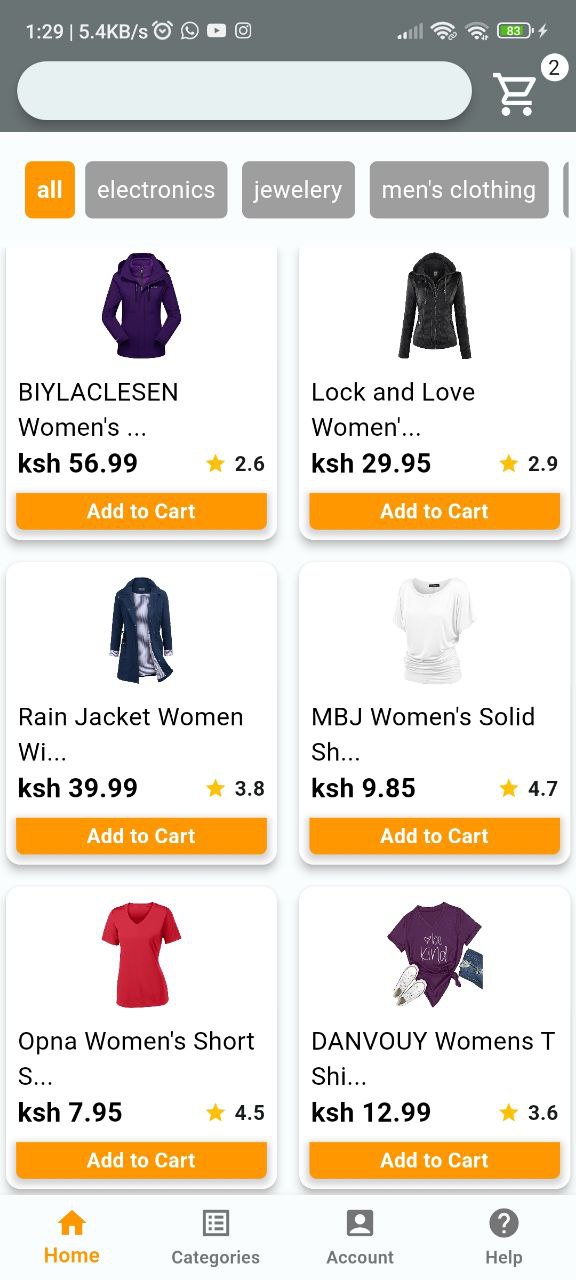 1:29 | 5.4KB/s
83
2
all
electronics
jewelery
men's clothing
BIYLACLESEN
Women's ...
ksh 56.99
2.6
Add to Cart
Lock and Love
Women'...
ksh 29.95
2.9
Add to Cart
Rain Jacket Women
Wi...
ksh 39.99
3.8
Add to Cart
MBJ Women's Solid
Sh...
ksh 9.85
4.7
Add to Cart
Opna Women's Short
S...
ksh 7.95
4.5
Add to Cart
be
kind
DANVOUY Womens T
Shi...
ksh 12.99
3.6
Add to Cart
Home
Categories
Account
Help